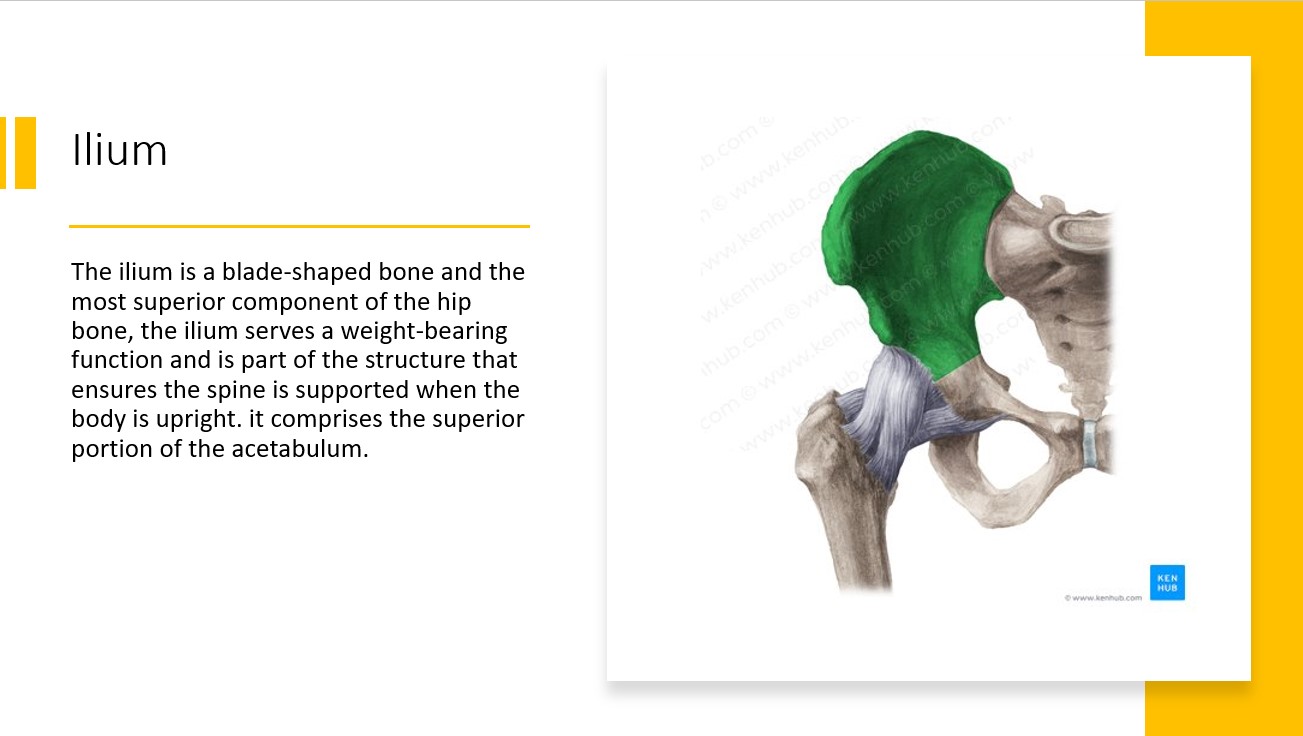 Ilium
The ilium is a blade-shaped bone and the
most superior component of the hip
bone, the ilium serves a weight-bearing
function and is part of the structure that
ensures the spine is supported when the
body is upright. it comprises the superior
portion of the acetabulum.
© www.kenhub.com
KEN
HUB